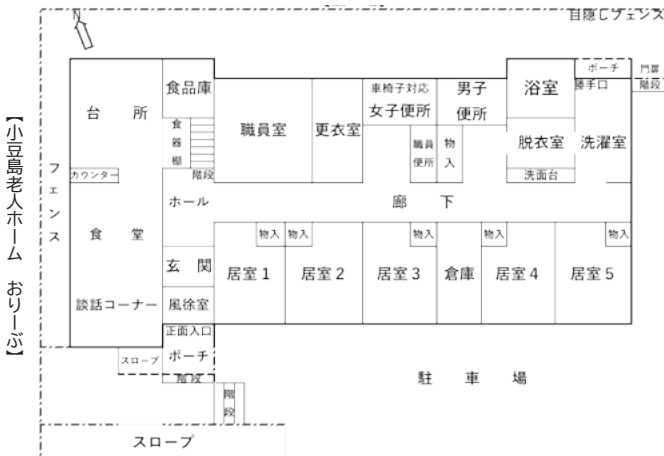 N
目隠しフェンス
【小豆島老人ホーム おりーぶ】
フェンス
台所
食品庫
食器棚
階段
職員室
更衣室
車椅子対応
女子便所
男子
便所
職員
便所
物入
浴室
脱衣室
洗面台
ポーチ
勝手口
門扉
階段
洗濯室
カウンター
ホール
廊下
食堂
談話コーナー
玄関
風徐室
居室1
物入
物入
居室2
居室3
物入
倉庫
物入
居室4
居室5
物入
正面入口
ポーチ
階段
スロープ
階段
スロープ
駐車場